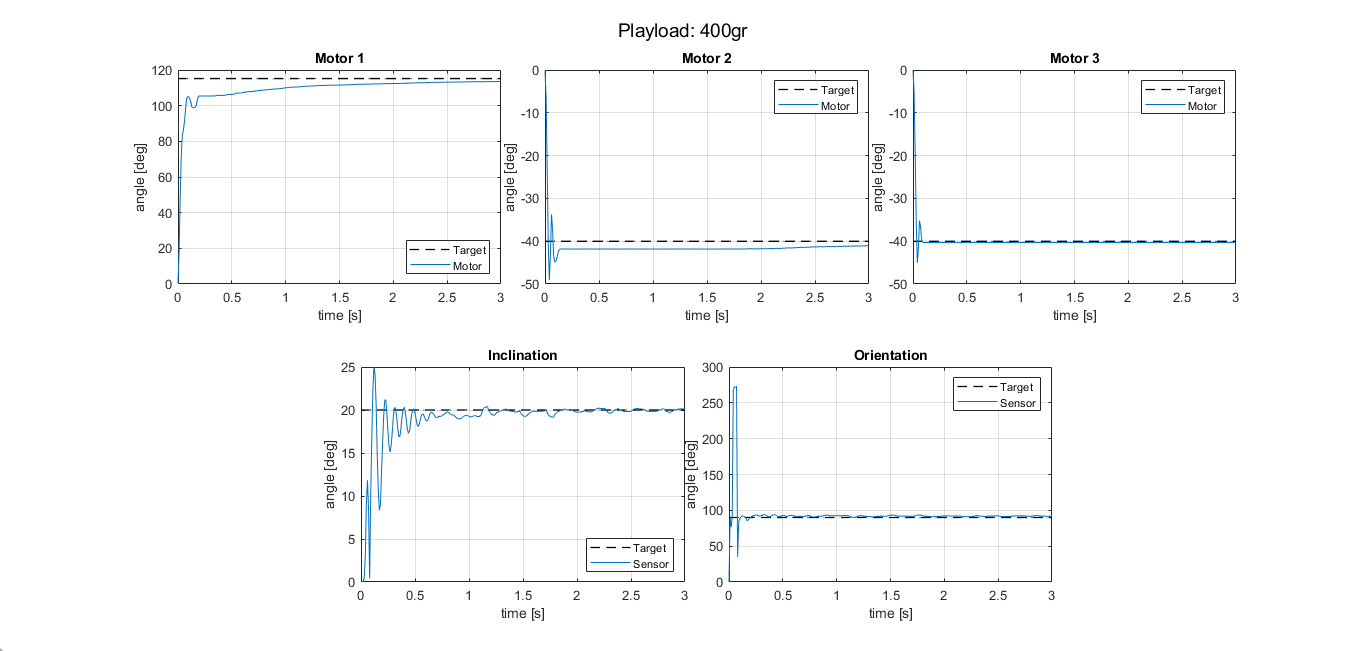 Playload: 400gr
Motor 1
angle [deg]
120
100
80
60
40
20
0
0 0.5 1 1.5 2 2.5 3
time [s]
Target
Motor
Motor 2
angle [deg]
0
-10
-20
-30
-40
-50
0 0.5 1 1.5 2 2.5 3
time [s]
Target
Motor
Motor 3
angle [deg]
0
-10
-20
-30
-40
-50
0 0.5 1 1.5 2 2.5 3
time [s]
Target
Motor
Inclination
angle [deg]
25
20
15
10
5
0
0 0.5 1 1.5 2 2.5 3
time [s]
Target
Sensor
Orientation
angle [deg]
300
250
200
150
100
50
0
0 0.5 1 1.5 2 2.5 3
time [s]
Target
Sensor